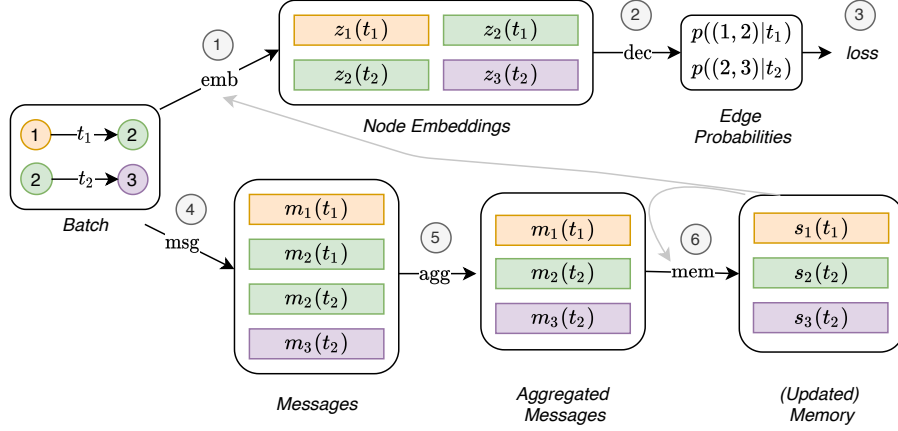 1
emb
z₁(t₁) z₂(t₁)
z₂(t₂) z₃(t₂)
Node Embeddings
2
dec
p((1, 2)|t₁)
p((2, 3)|t₂)
Edge
Probabilities
3
loss
1 t₁ 2
2 t₂ 3
Batch
4
msg
m₁(t₁)
m₂(t₁)
m₂(t₂)
m₃(t₂)
Messages
5
agg
m₁(t₁)
m₂(t₂)
m₃(t₂)
Aggregated
Messages
6
mem
s₁(t₁)
s₂(t₂)
s₃(t₂)
(Updated)
Memory